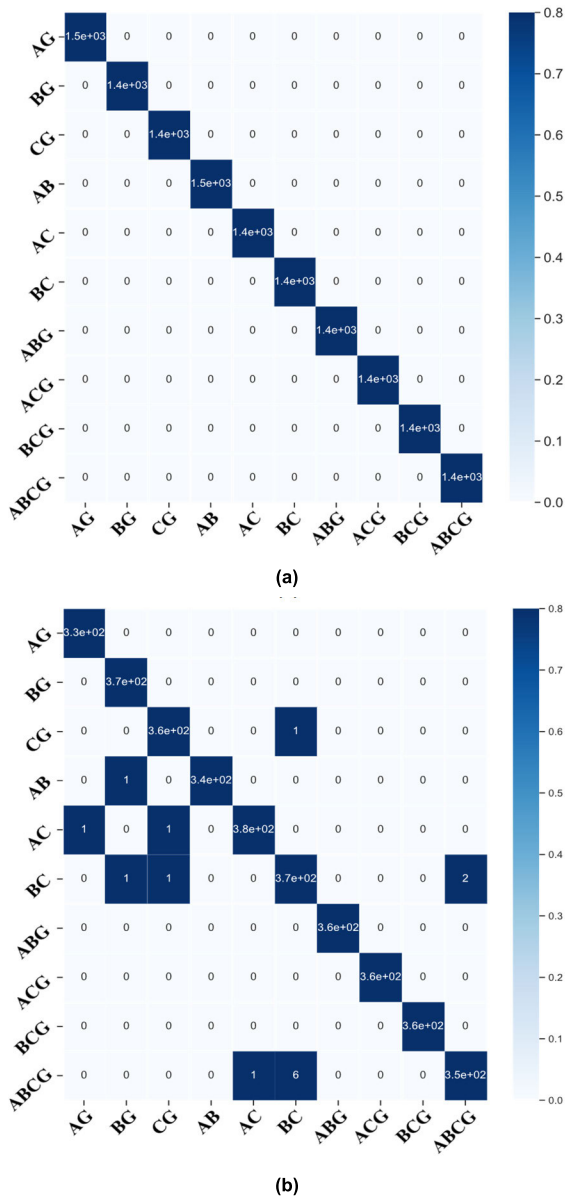 AG 1.5e+03 0 0 0 0 0 0 0 0 0 0.8
BG 0 1.4e+03 0 0 0 0 0 0 0 0 0.7
CG 0 0 1.4e+03 0 0 0 0 0 0 0 0.6
AB 0 0 0 1.5e+03 0 0 0 0 0 0 0.5
AC 0 0 0 0 1.4e+03 0 0 0 0 0
BC 0 0 0 0 0 1.4e+03 0 0 0 0 0.4
ABG 0 0 0 0 0 0 1.4e+03 0 0 0 0.3
ACG 0 0 0 0 0 0 0 1.4e+03 0 0 0.2
BCG 0 0 0 0 0 0 0 0 1.4e+03 0 0.1
ABCG 0 0 0 0 0 0 0 0 0 1.4e+03 0.0
AG BG CG AB AC BC ABG ACG BCG ABCG
(a)
AG 3.3e+02 0 0 0 0 0 0 0 0 0 0.8
BG 0 3.7e+02 0 0 0 0 0 0 0 0 0.7
CG 0 0 3.6e+02 0 0 1 0 0 0 0 0.6
AB 0 1 0 3.4e+02 0 0 0 0 0 0 0.5
AC 1 0 1 0 3.8e+02 0 0 0 0 0
BC 0 1 1 0 0 3.7e+02 0 0 0 2 0.4
ABG 0 0 0 0 0 0 3.6e+02 0 0 0 0.3
ACG 0 0 0 0 0 0 0 3.6e+02 0 0 0.2
BCG 0 0 0 0 0 0 0 0 3.6e+02 0 0.1
ABCG 0 0 0 0 1 6 0 0 0 3.5e+02 0.0
AG BG CG AB AC BC ABG ACG BCG ABCG
(b)